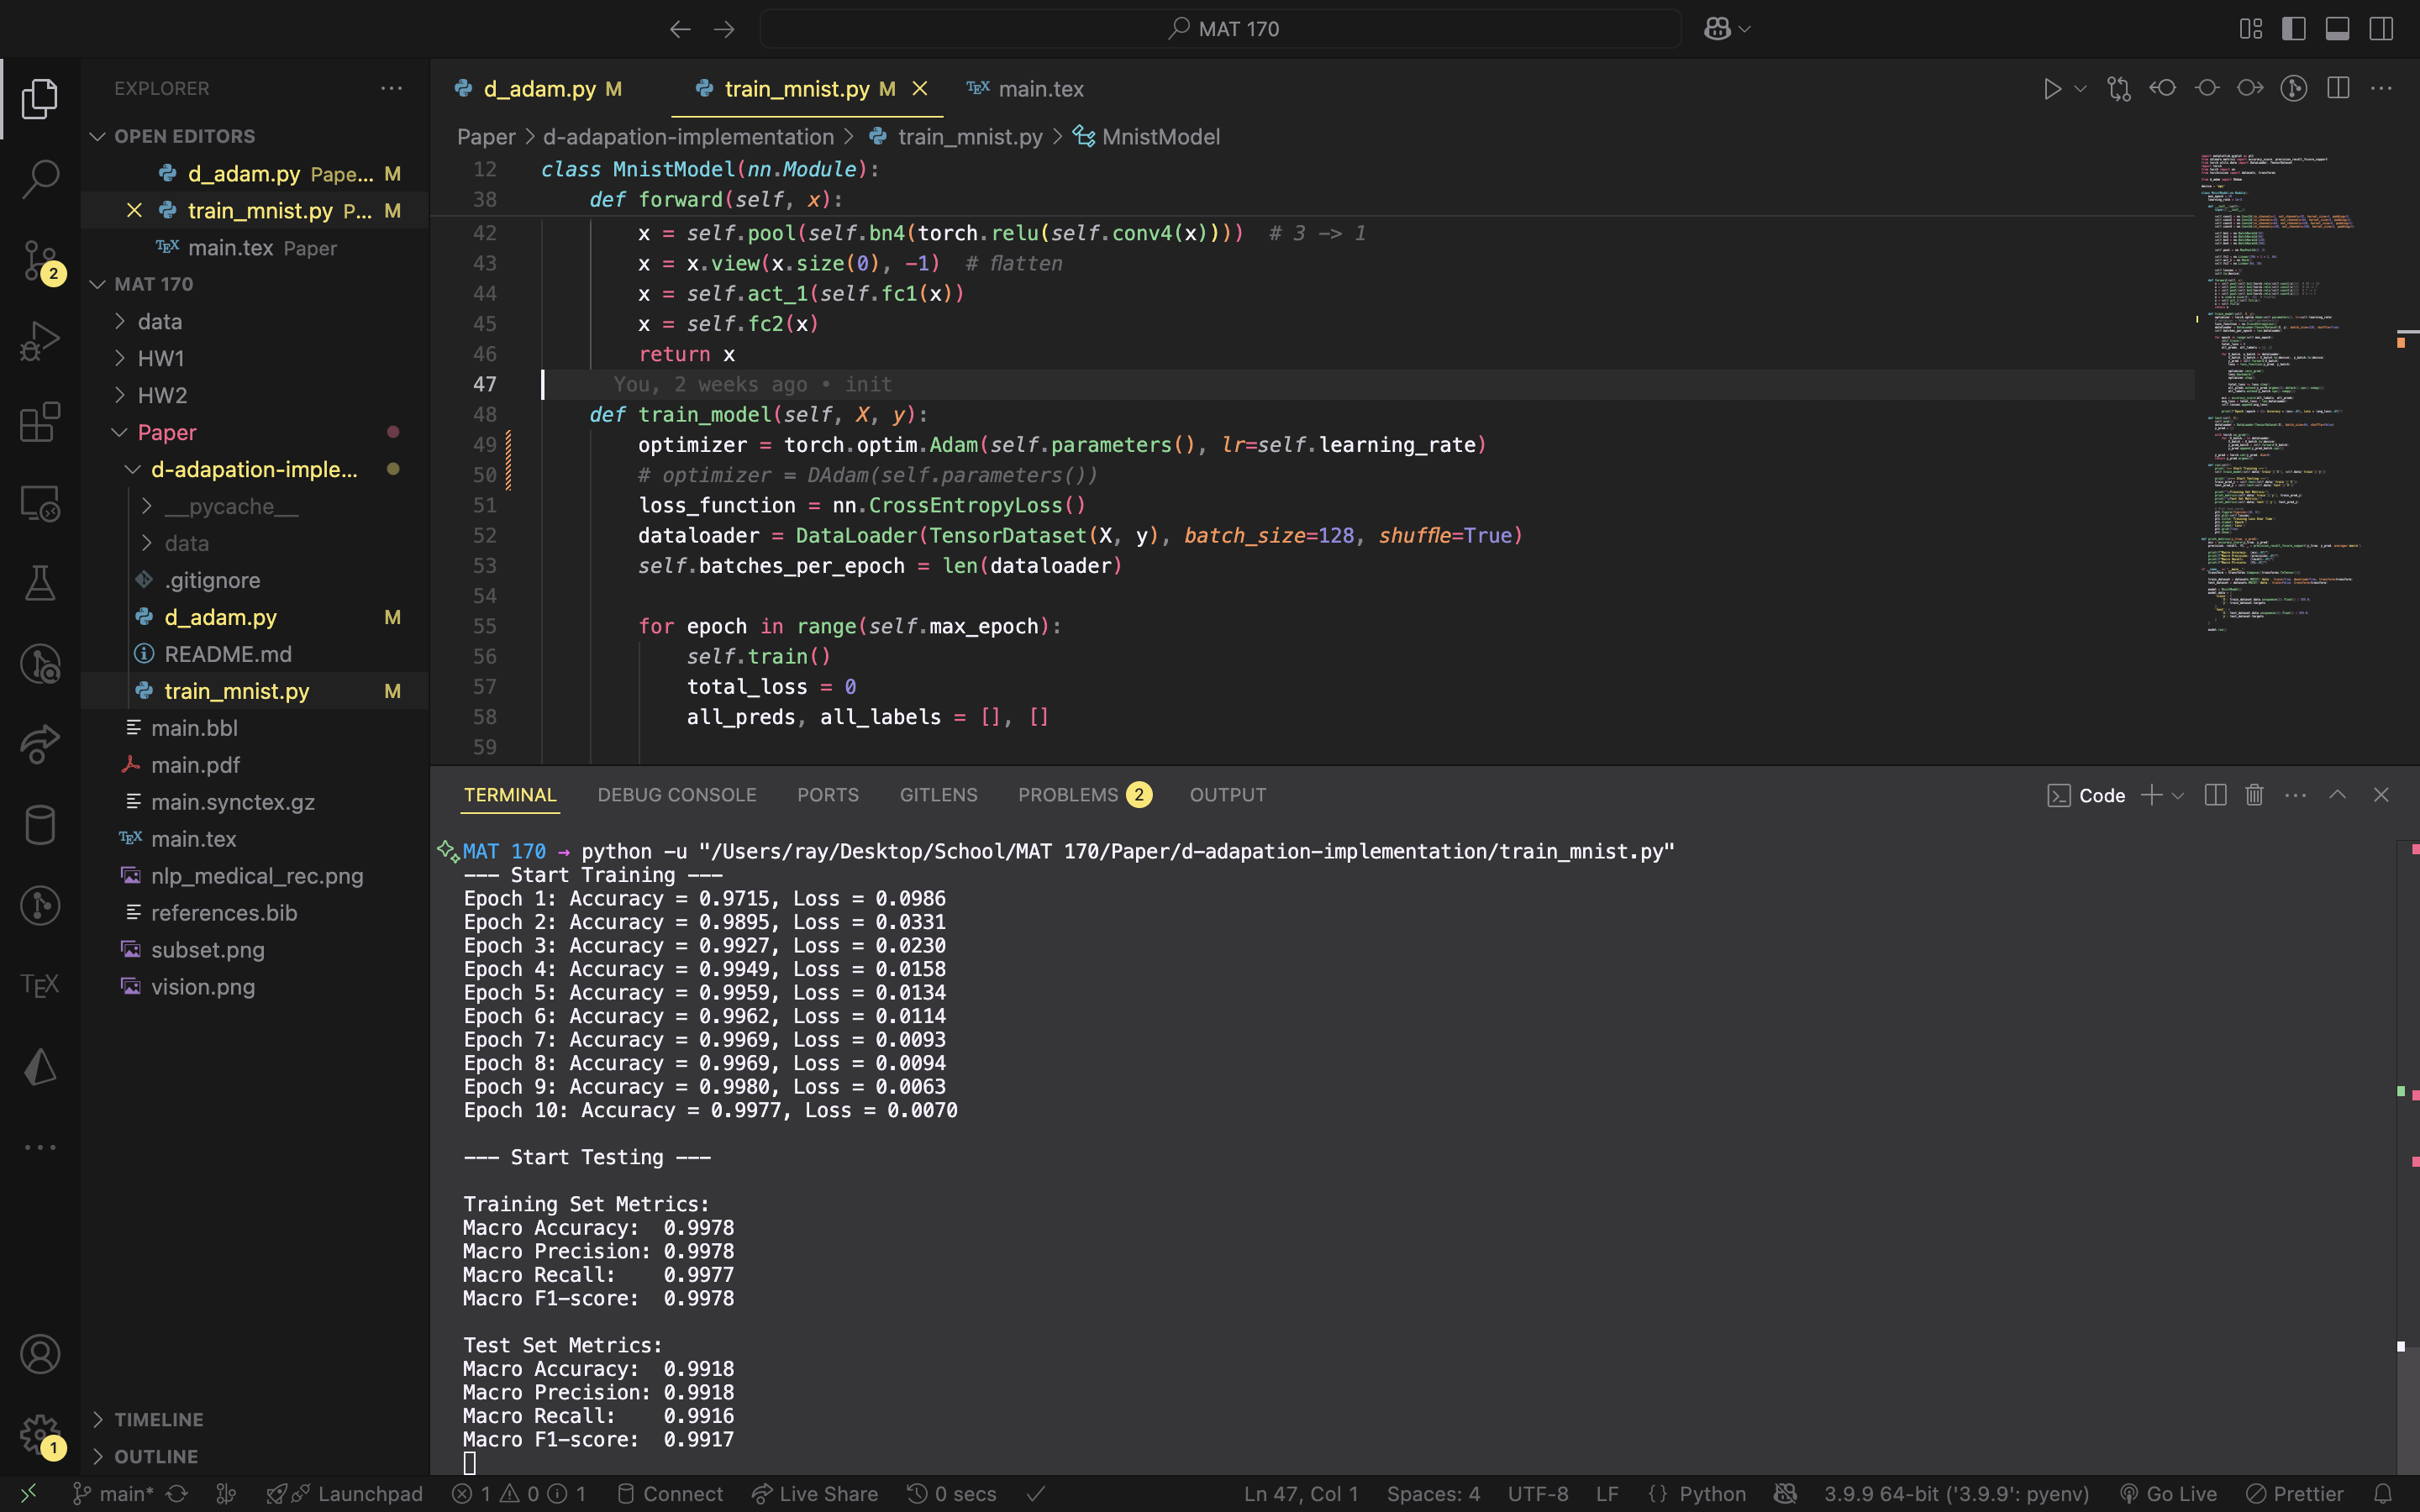 MAT 170
EXPLORER
OPEN EDITORS
d_adam.py Pape... M
train_mnist.py P... M
TEX main.tex Paper
MAT 170
data
HW1
HW2
Paper
d-adapation-imple...
__pycache__
data
.gitignore
d_adam.py M
README.md
train_mnist.py M
main.bbl
main.pdf
main.synctex.gz
TEX main.tex
nlp_medical_rec.png
references.bib
subset.png
vision.png
TIMELINE
OUTLINE
2
TEX
1
d_adam.py M
train_mnist.py M
TEX main.tex
Paper > d-adapation-implementation > train_mnist.py > MnistModel
12 class MnistModel(nn.Module):
38 def forward(self, x):
42 x = self.pool(self.bn4(torch.relu(self.conv4(x)))) # 3 -> 1
43 x = x.view(x.size(0), -1) # flatten
44 x = self.act_1(self.fc1(x))
45 x = self.fc2(x)
46 return x
47 You, 2 weeks ago • init
48 def train_model(self, X, y):
49 optimizer = torch.optim.Adam(self.parameters(), lr=self.learning_rate)
50 # optimizer = DAdam(self.parameters())
51 loss_function = nn.CrossEntropyLoss()
52 dataloader = DataLoader(TensorDataset(X, y), batch_size=128, shuffle=True)
53 self.batches_per_epoch = len(dataloader)
54
55 for epoch in range(self.max_epoch):
56 self.train()
57 total_loss = 0
58 all_preds, all_labels = [], []
59
TERMINAL DEBUG CONSOLE PORTS GITLENS PROBLEMS 2 OUTPUT
Code
MAT 170 → python -u "/Users/ray/Desktop/School/MAT 170/Paper/d-adapation-implementation/train_mnist.py"
--- Start Training ---
Epoch 1: Accuracy = 0.9715, Loss = 0.0986
Epoch 2: Accuracy = 0.9895, Loss = 0.0331
Epoch 3: Accuracy = 0.9927, Loss = 0.0230
Epoch 4: Accuracy = 0.9949, Loss = 0.0158
Epoch 5: Accuracy = 0.9959, Loss = 0.0134
Epoch 6: Accuracy = 0.9962, Loss = 0.0114
Epoch 7: Accuracy = 0.9969, Loss = 0.0093
Epoch 8: Accuracy = 0.9969, Loss = 0.0094
Epoch 9: Accuracy = 0.9980, Loss = 0.0063
Epoch 10: Accuracy = 0.9977, Loss = 0.0070
--- Start Testing ---
Training Set Metrics:
Macro Accuracy: 0.9978
Macro Precision: 0.9978
Macro Recall: 0.9977
Macro F1-score: 0.9978
Test Set Metrics:
Macro Accuracy: 0.9918
Macro Precision: 0.9918
Macro Recall: 0.9916
Macro F1-score: 0.9917
main* Launchpad 1 0 1 Connect Live Share 0 secs Ln 47, Col 1 Spaces: 4 UTF-8 LF {} Python 3.9.9 64-bit ('3.9.9': pyenv) Go Live Prettier